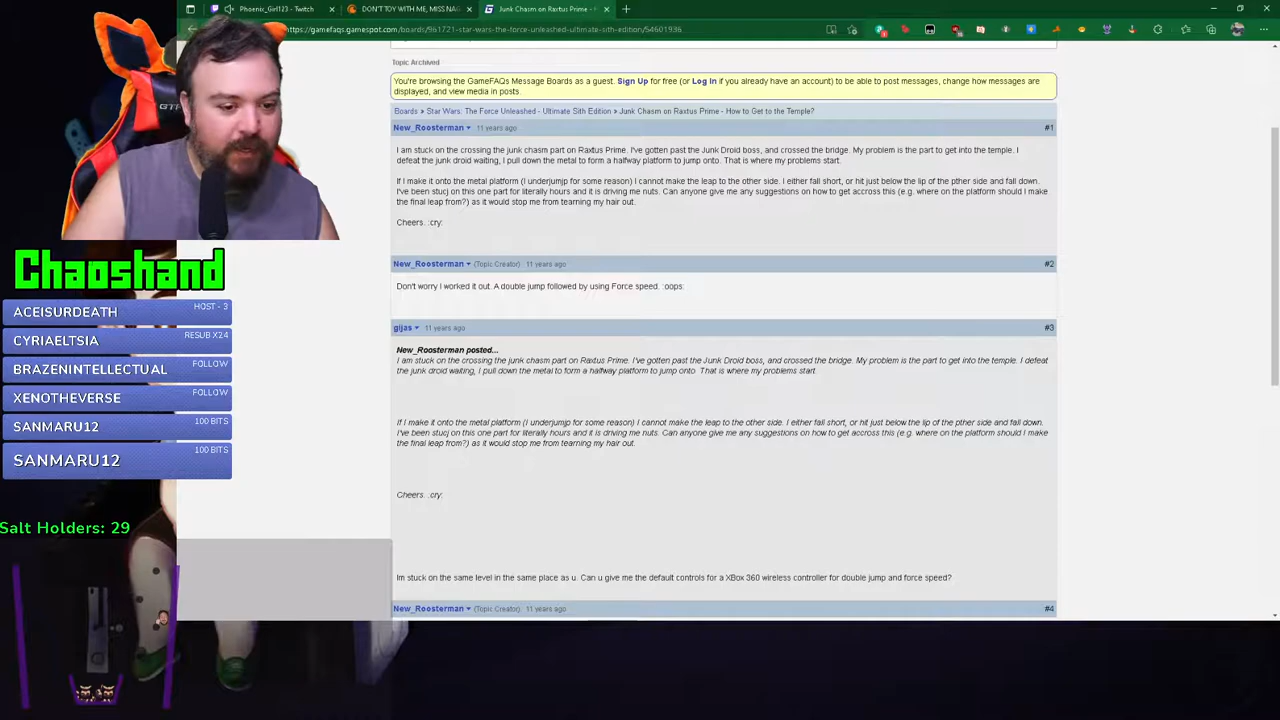 Phoenix_Girl123 - Twitch
DON'T TOY WITH ME, MISS NAG
Junk Chasm on Raxtus Prime -
https://gamefaqs.gamespot.com/boards/961721-star-wars-the-force-unleashed-ultimate-sith-edition/54601936
Topic Archived
You're browsing the GameFAQs Message Boards as a guest. Sign Up for free (or Log In if you already have an account) to be able to post messages, change how messages are
displayed, and view media in posts.
Boards > Star Wars: The Force Unleashed - Ultimate Sith Edition > Junk Chasm on Raxtus Prime - How to Get to the Temple?
New_Roosterman 11 years ago #1
I am stuck on the crossing the junk chasm part on Raxtus Prime. I've gotten past the Junk Droid boss, and crossed the bridge. My problem is the part to get into the temple. I
defeat the junk droid waiting, I pull down the metal to form a halfway platform to jump onto. That is where my problems start.
If I make it onto the metal platform (I underjumjp for some reason) I cannot make the leap to the other side. I either fall short, or hit just below the lip of the pther side and fall down.
I've been stucj on this one part for literally hours and it is driving me nuts. Can anyone give me any suggestions on how to get accross this (e.g. where on the platform should I make
the final leap from?) as it would stop me from tearning my hair out.
Cheers. :cry:
New_Roosterman (Topic Creator) 11 years ago #2
Don't worry I worked it out. A double jump followed by using Force speed. :oops:
gijas 11 years ago #3
New_Roosterman posted...
I am stuck on the crossing the junk chasm part on Raxtus Prime. I've gotten past the Junk Droid boss, and crossed the bridge. My problem is the part to get into the temple. I defeat
the junk droid waiting, I pull down the metal to form a halfway platform to jump onto. That is where my problems start
If I make it onto the metal platform (I underjumjp for some reason) I cannot make the leap to the other side. I either fall short, or hit just below the lip of the pther side and fall down.
I've been stucj on this one part for literally hours and it is driving me nuts. Can anyone give me any suggestions on how to get accross this (e.g. where on the platform should I make
the final leap from?) as it would stop me from tearning my hair out.
Cheers. :cry:
Im stuck on the same level in the same place as u. Can u give me the default controls for a XBox 360 wireless controller for double jump and force speed?
New_Roosterman (Topic Creator) 11 years ago #4
Chaoshand
ACEISURDEATH HOST - 3
CYRIAELTSIA RESUB X24
BRAZENINTELLECTUAL FOLLOW
XENOTHEVERSE FOLLOW
SANMARU12 100 BITS
SANMARU12 100 BITS
Salt Holders: 29